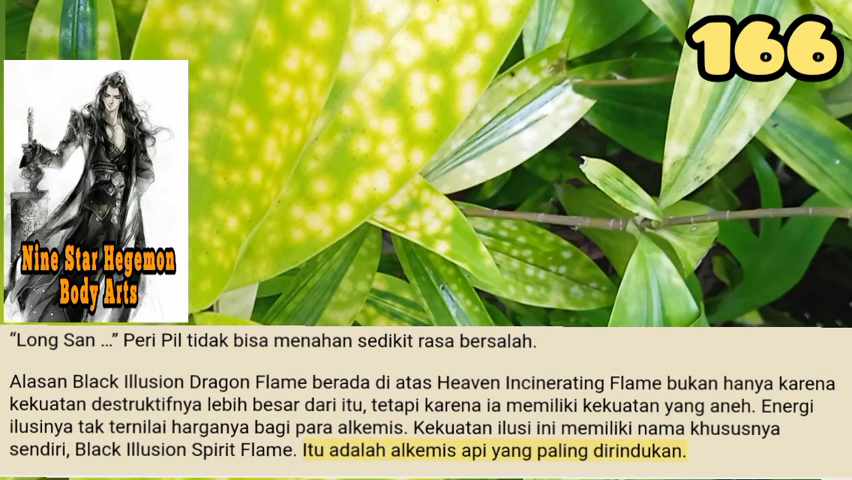 166
Nine Star Hegemon
Body Arts
“Long San ...” Peri Pil tidak bisa menahan sedikit rasa bersalah.
Alasan Black Illusion Dragon Flame berada di atas Heaven Incinerating Flame bukan hanya karena
kekuatan destruktifnya lebih besar dari itu, tetapi karena ia memiliki kekuatan yang aneh. Energi
ilusinya tak ternilai harganya bagi para alkemis. Kekuatan ilusi ini memiliki nama khususnya
sendiri, Black Illusion Spirit Flame. Itu adalah alkemis api yang paling dirindukan.